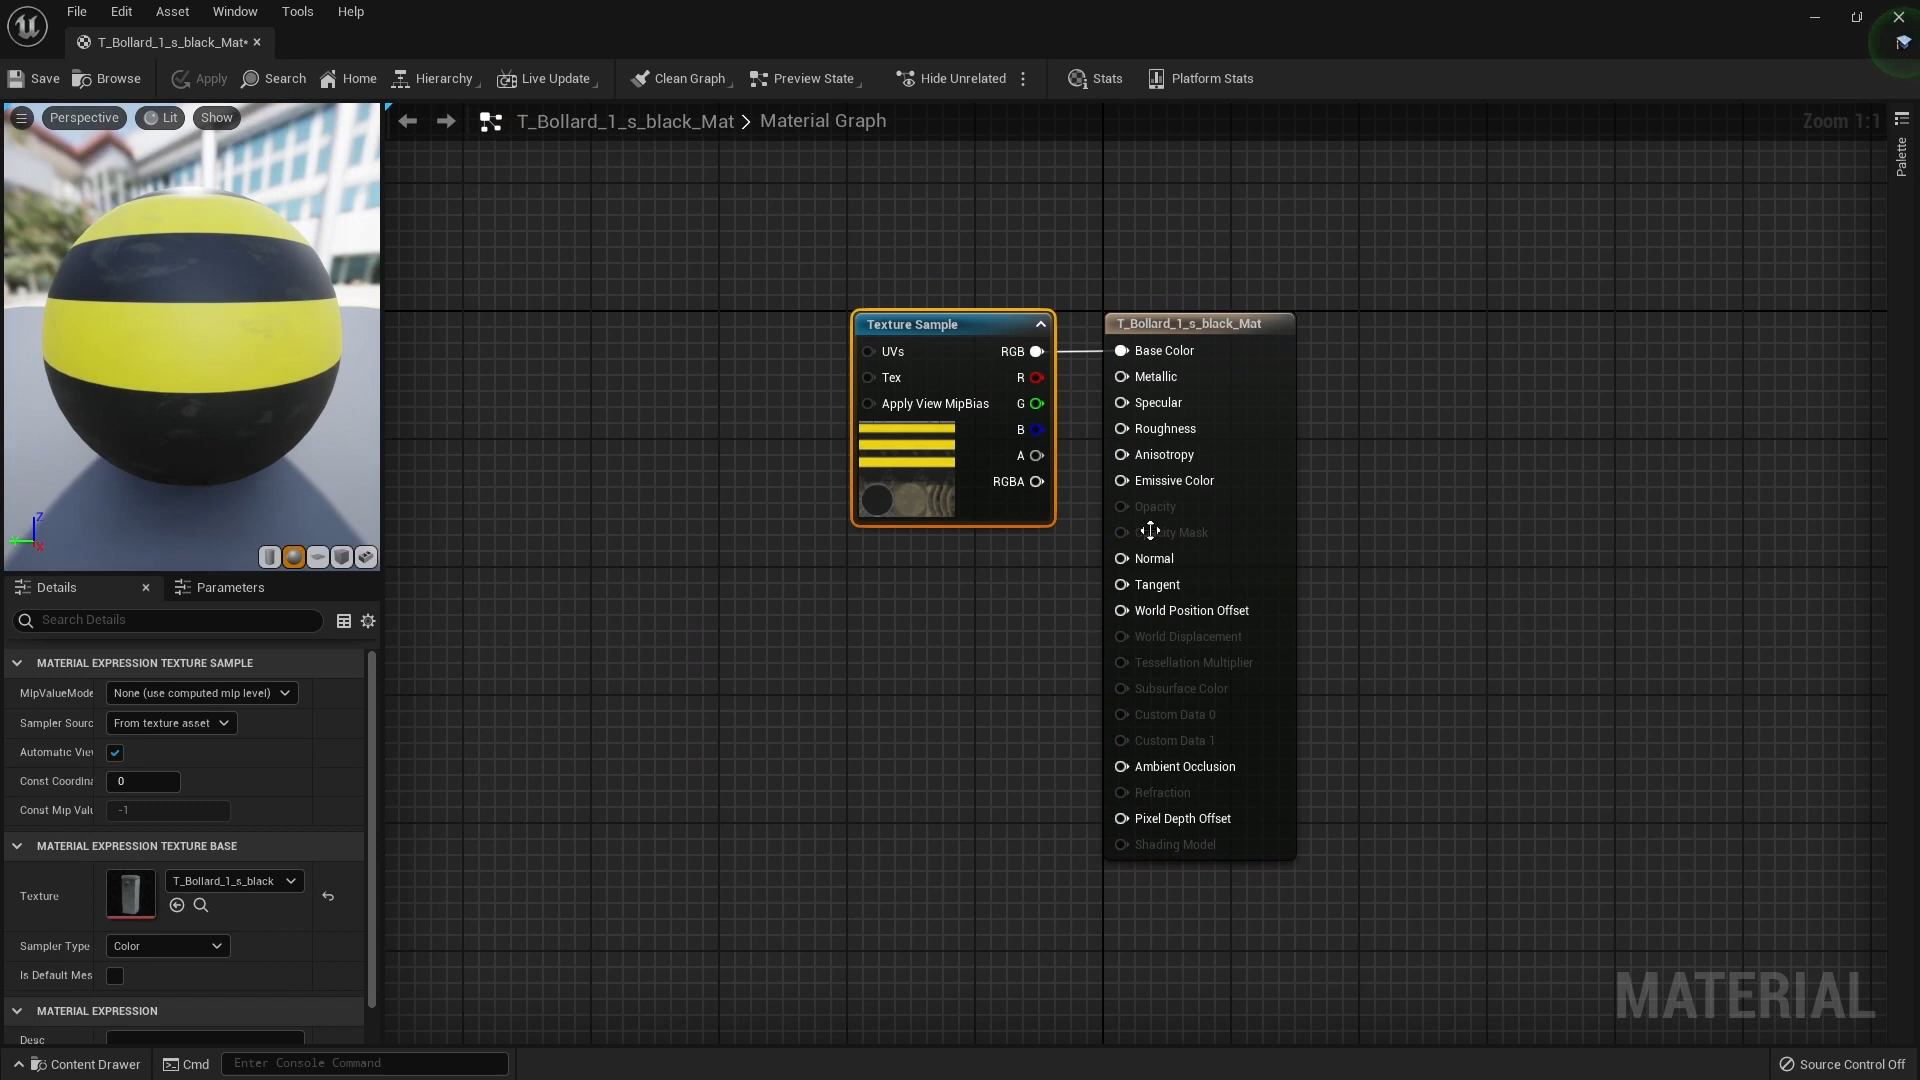 File Edit Asset Window Tools Help
T_Bollard_1_s_black_Mat•
Save Browse Apply Search Home Hierarchy Live Update Clean Graph Preview State Hide Unrelated Stats Platform Stats
Perspective Lit Show
T_Bollard_1_s_black_Mat > Material Graph
Zoom 1:1
Palette
Texture Sample
UVs RGB
Tex R
Apply View MipBias G
B
A
RGBA
T_Bollard_1_s_black_Mat
Base Color
Metallic
Specular
Roughness
Anisotropy
Emissive Color
Opacity
Opacity Mask
Normal
Tangent
World Position Offset
World Displacement
Tessellation Multiplier
Subsurface Color
Custom Data 0
Custom Data 1
Ambient Occlusion
Refraction
Pixel Depth Offset
Shading Model
Z
Details Parameters
Search Details
MATERIAL EXPRESSION TEXTURE SAMPLE
MipValueMode None (use computed mip level)
Sampler Sourc From texture asset
Automatic Vie
Const Coordina 0
Const Mip Valu -1
MATERIAL EXPRESSION TEXTURE BASE
Texture T_Bollard_1_s_black
Sampler Type Color
Is Default Mes
MATERIAL EXPRESSION
Desc
MATERIAL
Content Drawer Cmd Enter Console Command Source Control Off